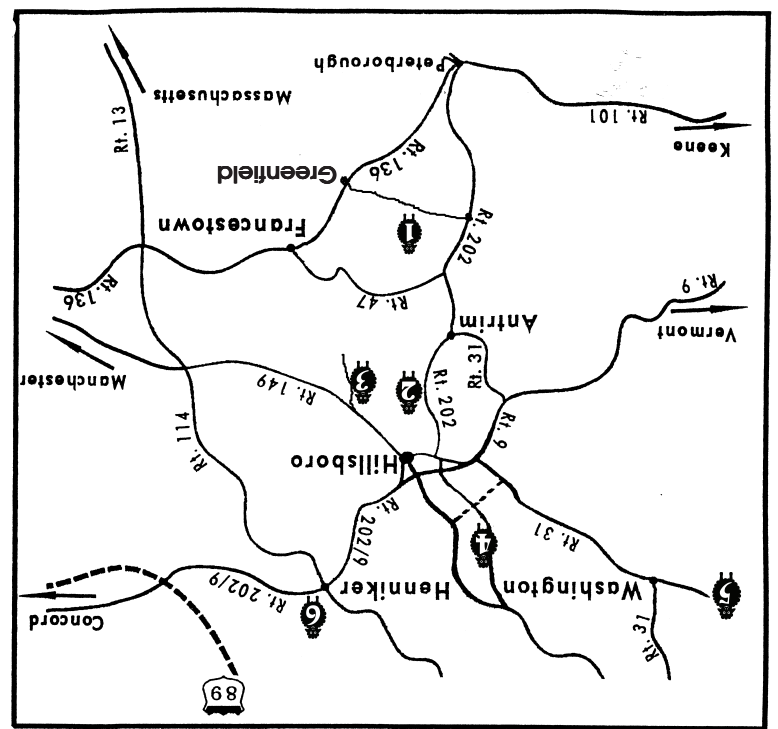 89
Rt. 31
Concord
5
6
Washington
Henniker
Rt. 202/9
4
Rt. 31
Rt. 202/9
Hillsboro
Rt. 9
Rt. 114
2
3
Rt. 202
Rt. 149
Manchester
Rt. 31
Vermont
Antrim
Rt. 47
Rt. 136
Rt. 9
1
Rt. 202
Francestown
Greenfield
Rt. 136
Keene
Rt. 13
Rt. 101
Massachusetts
Peterborough